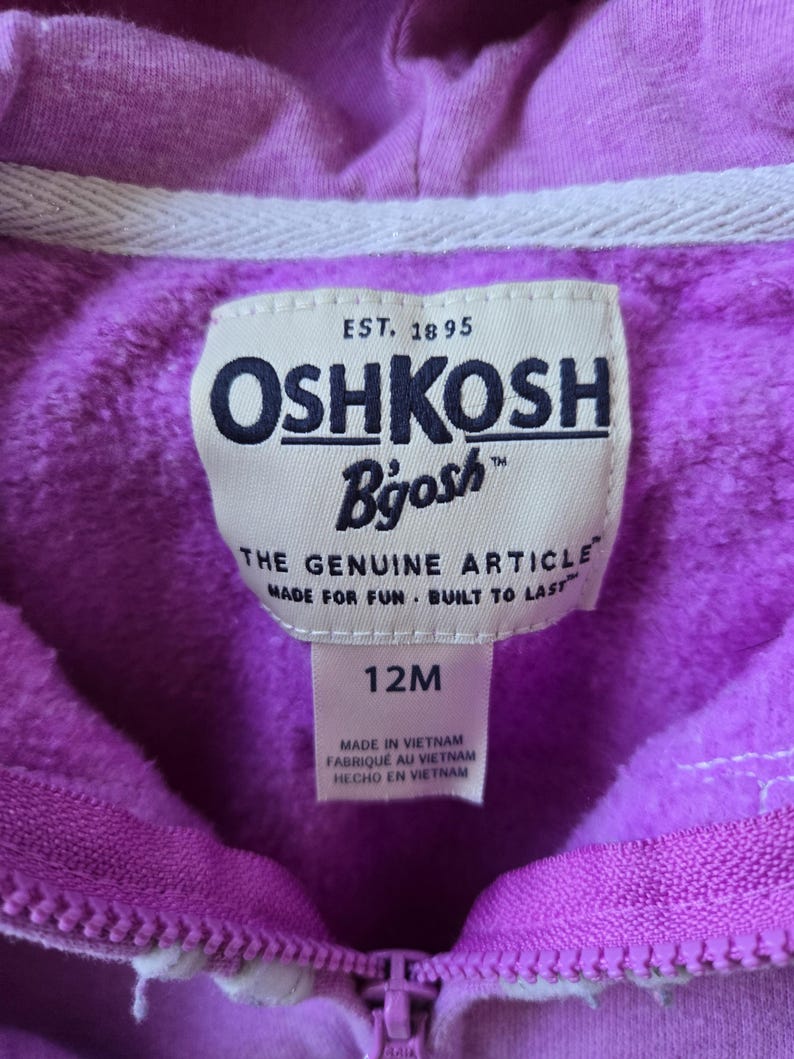 EST. 1895
OSHKOSH
B'gosh™
THE GENUINE ARTICLE™
MADE FOR FUN · BUILT TO LAST™
12M
MADE IN VIETNAM
FABRIQUÉ AU VIETNAM
HECHO EN VIETNAM